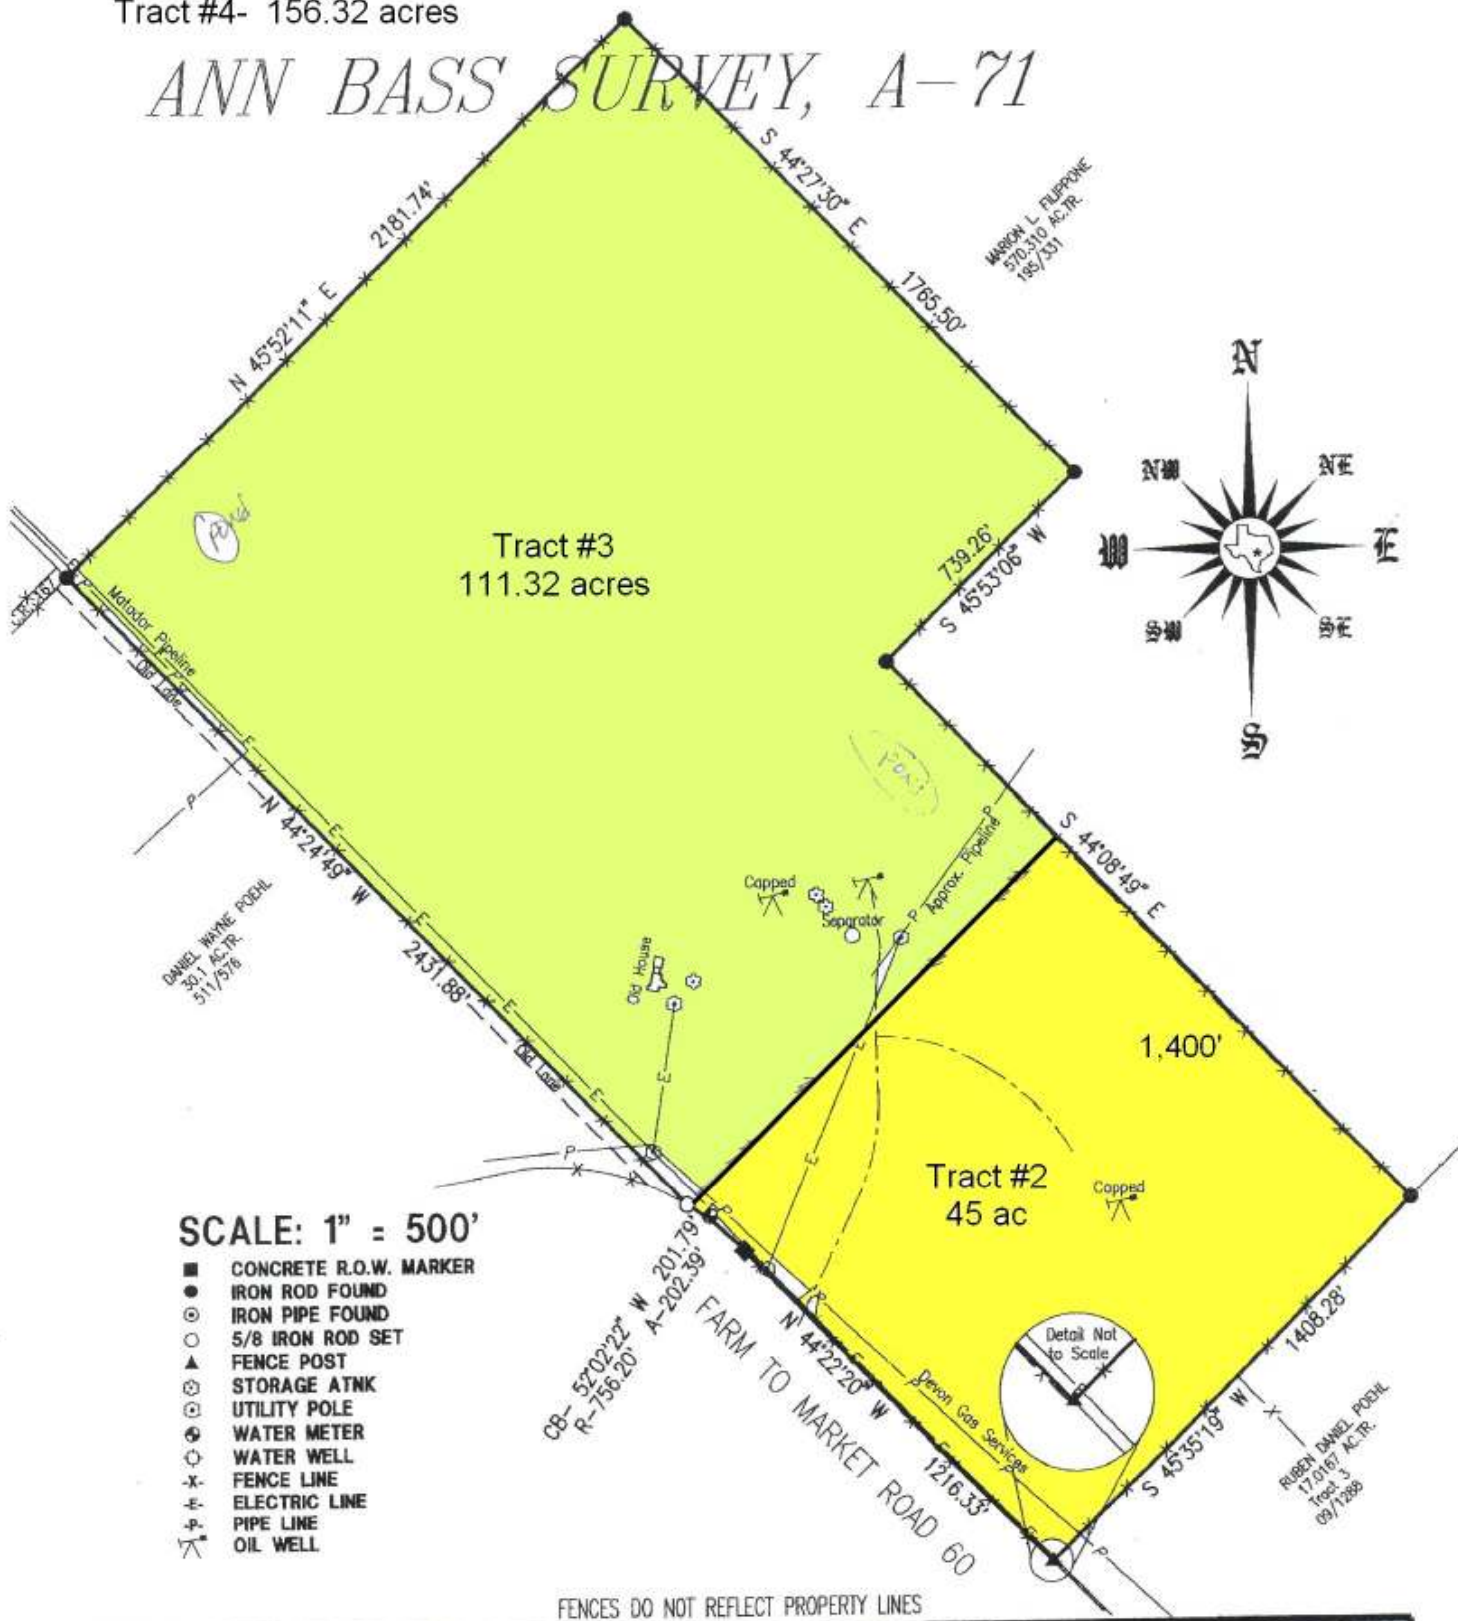 Tract #4- 156.32 acres
ANN BASS SURVEY, A-71
S 44°27'30" E
1765.50'
2181.74'
N 45°52'11" E
MARION L. FILIPPONE
570.310 AC.TR.
195/331
N
NW
NE
W
E
SW
SE
S
Pond
Tract #3
111.32 acres
739.26'
S 45°53'06" W
Matador Pipeline
Old Lane
Pond
P
E
N 44°24'49" W
2431.88'
S 44°08'49" E
Approx. Pipeline
Capped
Separator
Old House
DANIEL WAYNE POEHL
30.1 AC.TR.
511/576
Old Lane
1,400'
Tract #2
45 ac
Capped
SCALE: 1" = 500'
CONCRETE R.O.W. MARKER
IRON ROD FOUND
IRON PIPE FOUND
5/8 IRON ROD SET
FENCE POST
STORAGE ATNK
UTILITY POLE
WATER METER
WATER WELL
-X- FENCE LINE
-E- ELECTRIC LINE
-P- PIPE LINE
OIL WELL
CB- 52°02'22" W 201.79'
R-756.20' A-202.39'
FARM TO MARKET ROAD 60
N 44°22'20" W
1216.33'
Devon Gas Services
Detail Not
to Scale
1408.28'
S 45°35'19" W
RUBEN DANIEL POEHL
17.0167 AC.TR.
Tract 3
09/1288
FENCES DO NOT REFLECT PROPERTY LINES